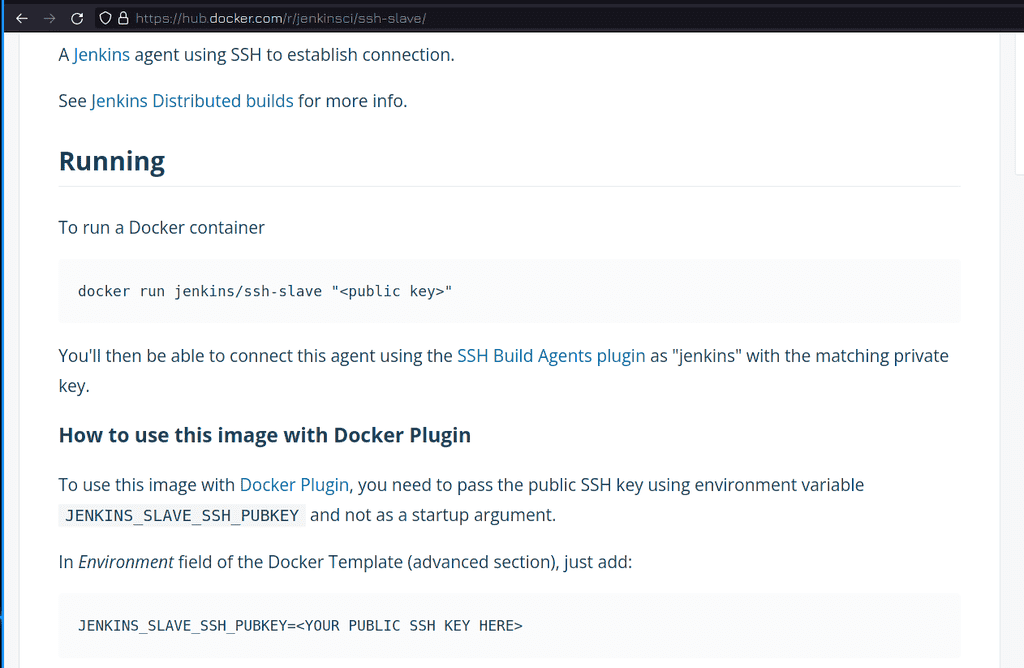 https://hub.docker.com/r/jenkinsci/ssh-slave/
A Jenkins agent using SSH to establish connection.
See Jenkins Distributed builds for more info.
Running
To run a Docker container
docker run jenkins/ssh-slave "<public key>"
You'll then be able to connect this agent using the SSH Build Agents plugin as "jenkins" with the matching private
key.
How to use this image with Docker Plugin
To use this image with Docker Plugin, you need to pass the public SSH key using environment variable
JENKINS_SLAVE_SSH_PUBKEY and not as a startup argument.
In Environment field of the Docker Template (advanced section), just add:
JENKINS_SLAVE_SSH_PUBKEY=<YOUR PUBLIC SSH KEY HERE>